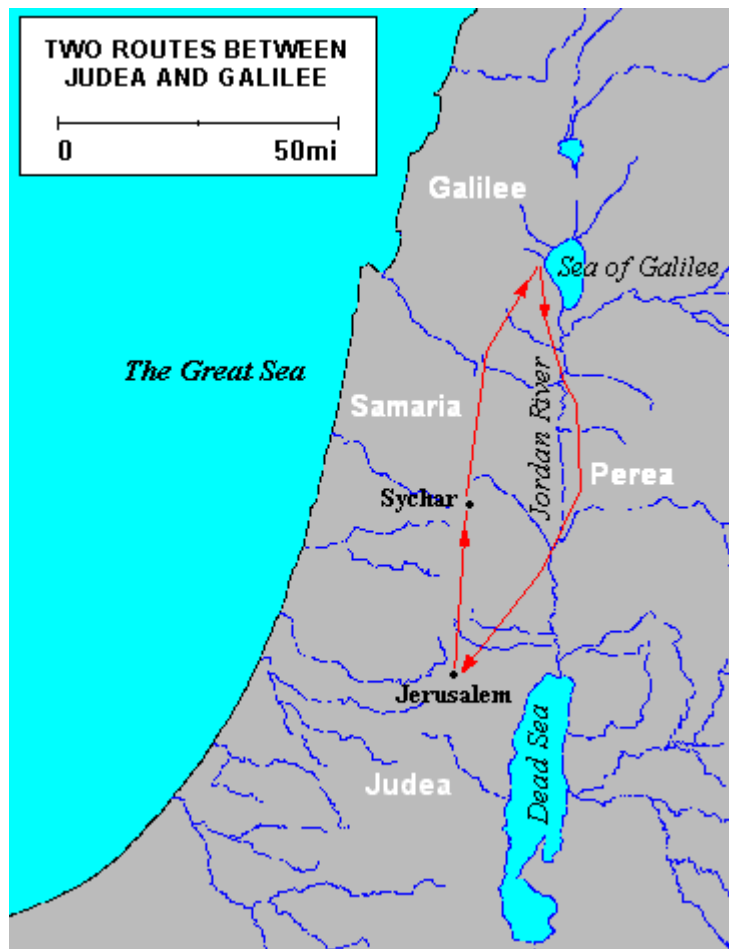 TWO ROUTES BETWEEN
JUDEA AND GALILEE
0 50mi
Galilee
Sea of Galilee
The Great Sea
Samaria
Jordan River
Perea
Sychar
Jerusalem
Judea
Dead Sea